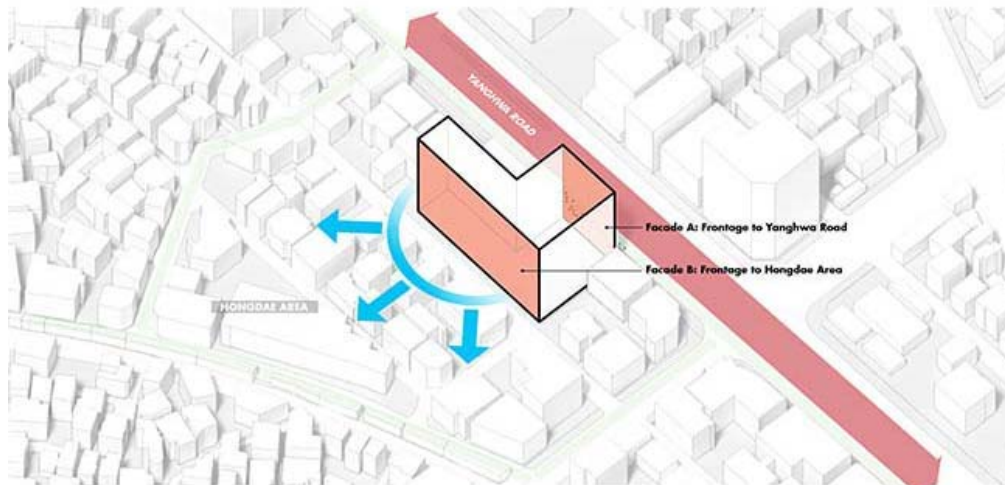 YANGHWA ROAD
Facade A: Frontage to Yanghwa Road
Facade B: Frontage to Hongdae Area
HONGDAE AREA